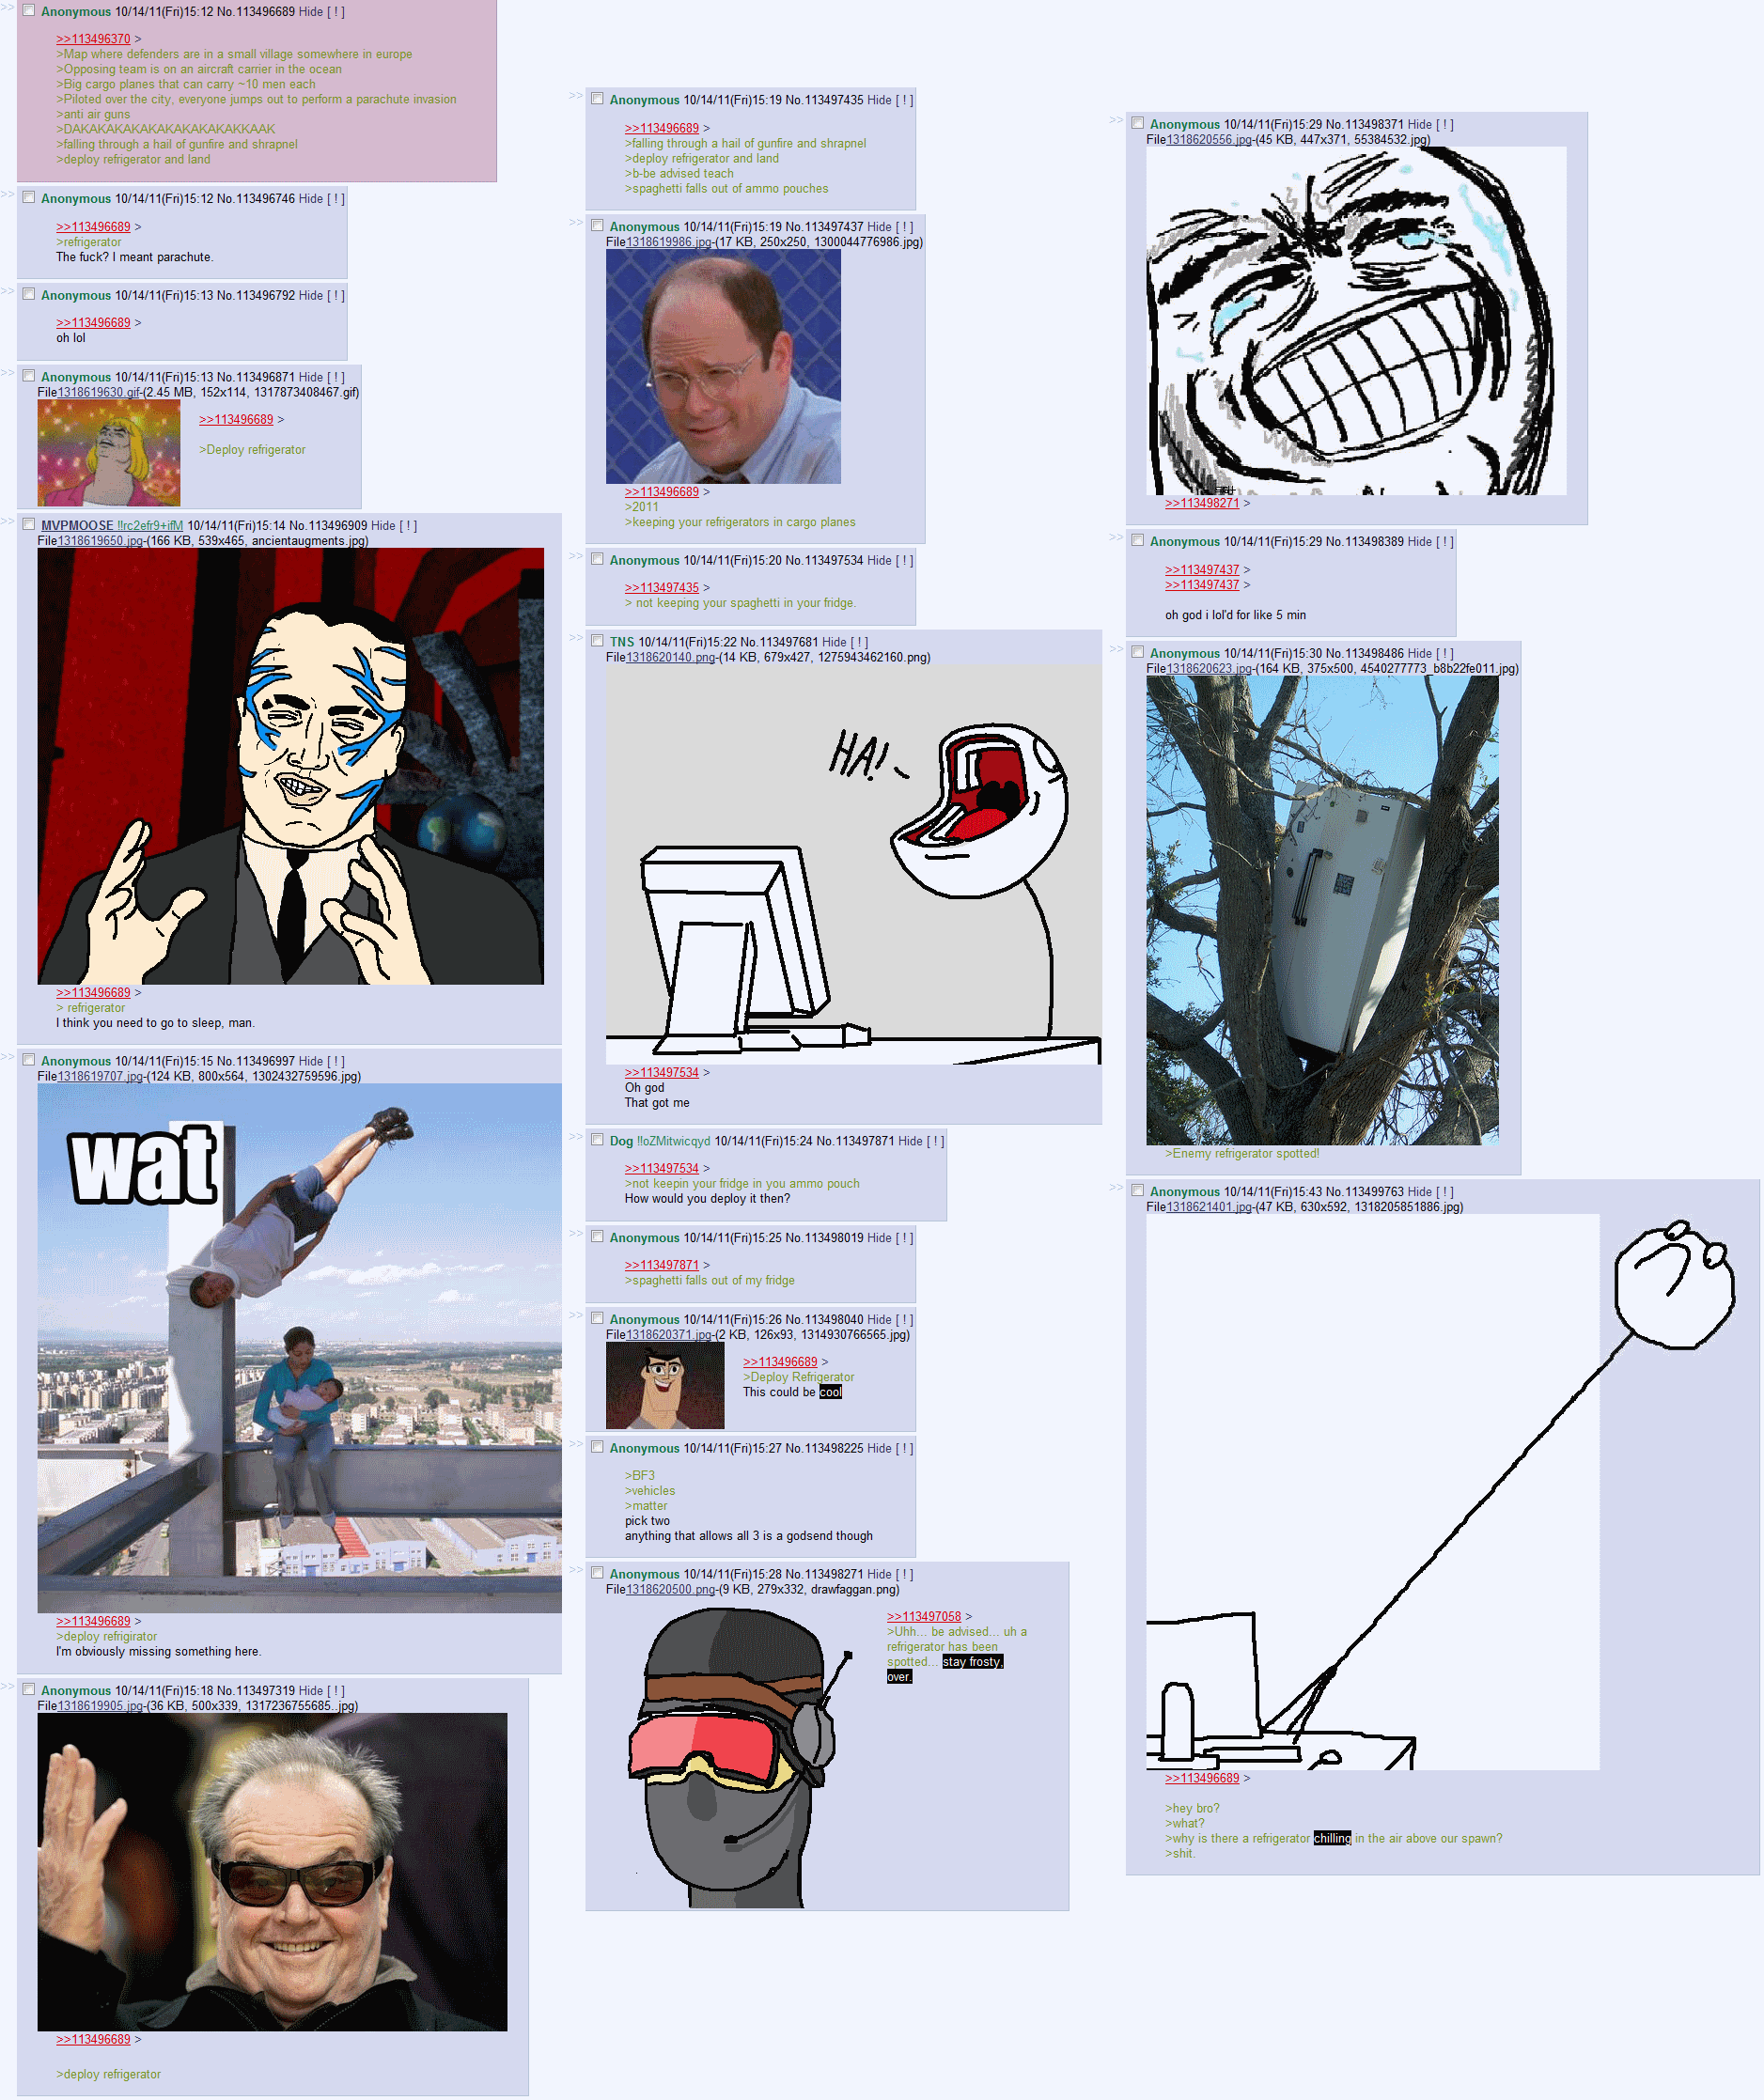 >> Anonymous 10/14/11(Fri)15:12 No.113496689 Hide [ ! ]
>>113496370 >
>Map where defenders are in a small village somewhere in europe
>Opposing team is on an aircraft carrier in the ocean
>Big cargo planes that can carry ~10 men each
>Piloted over the city, everyone jumps out to perform a parachute invasion
>anti air guns
>DAKAKAKAKAKAKAKAKAKAKKAAK
>falling through a hail of gunfire and shrapnel
>deploy refrigerator and land
>> Anonymous 10/14/11(Fri)15:12 No.113496746 Hide [ ! ]
>>113496689 >
>refrigerator
The fuck? I meant parachute.
>> Anonymous 10/14/11(Fri)15:13 No.113496792 Hide [ ! ]
>>113496689 >
oh lol
>> Anonymous 10/14/11(Fri)15:13 No.113496871 Hide [ ! ]
File1318619630.gif-(2.45 MB, 152x114, 1317873408467.gif)
>>113496689 >
>Deploy refrigerator
>> MVPMOOSE !!rc2efr9+ifM 10/14/11(Fri)15:14 No.113496909 Hide [ ! ]
File1318619650.jpg-(166 KB, 539x465, ancientaugments.jpg)
>>113496689 >
> refrigerator
I think you need to go to sleep, man.
>> Anonymous 10/14/11(Fri)15:15 No.113496997 Hide [ ! ]
File1318619707.jpg-(124 KB, 800x564, 1302432759596.jpg)
wat
>>113496689 >
>deploy refrigirator
I'm obviously missing something here.
>> Anonymous 10/14/11(Fri)15:18 No.113497319 Hide [ ! ]
File1318619905.jpg-(36 KB, 500x339, 1317236755685..jpg)
>>113496689 >
>deploy refrigerator
>> Anonymous 10/14/11(Fri)15:19 No.113497435 Hide [ ! ]
>>113496689 >
>falling through a hail of gunfire and shrapnel
>deploy refrigerator and land
>b-be advised teach
>spaghetti falls out of ammo pouches
>> Anonymous 10/14/11(Fri)15:19 No.113497437 Hide [ ! ]
File1318619986.jpg-(17 KB, 250x250, 1300044776986.jpg)
>>113496689 >
>2011
>keeping your refrigerators in cargo planes
>> Anonymous 10/14/11(Fri)15:20 No.113497534 Hide [ ! ]
>>113497435 >
> not keeping your spaghetti in your fridge.
>> TNS 10/14/11(Fri)15:22 No.113497681 Hide [ ! ]
File1318620140.png-(14 KB, 679x427, 1275943462160.png)
HA!
>>113497534 >
Oh god
That got me
>> Dog !!oZMitwicqyd 10/14/11(Fri)15:24 No.113497871 Hide [ ! ]
>>113497534 >
>not keepin your fridge in you ammo pouch
How would you deploy it then?
>> Anonymous 10/14/11(Fri)15:25 No.113498019 Hide [ ! ]
>>113497871 >
>spaghetti falls out of my fridge
>> Anonymous 10/14/11(Fri)15:26 No.113498040 Hide [ ! ]
File1318620371.jpg-(2 KB, 126x93, 1314930766565.jpg)
>>113496689 >
>Deploy Refrigerator
This could be cool
>> Anonymous 10/14/11(Fri)15:27 No.113498225 Hide [ ! ]
>BF3
>vehicles
>matter
pick two
anything that allows all 3 is a godsend though
>> Anonymous 10/14/11(Fri)15:28 No.113498271 Hide [ ! ]
File1318620500.png-(9 KB, 279x332, drawfaggan.png)
>>113497058 >
>Uhh... be advised... uh a
refrigerator has been
spotted... stay frosty,
over.
>> Anonymous 10/14/11(Fri)15:29 No.113498371 Hide [ ! ]
File1318620556.jpg-(45 KB, 447x371, 55384532.jpg)
>>113498271 >
>> Anonymous 10/14/11(Fri)15:29 No.113498389 Hide [ ! ]
>>113497437 >
>>113497437 >
oh god i lol'd for like 5 min
>> Anonymous 10/14/11(Fri)15:30 No.113498486 Hide [ ! ]
File1318620623.jpg-(164 KB, 375x500, 4540277773_b8b22fe011.jpg)
>Enemy refrigerator spotted!
>> Anonymous 10/14/11(Fri)15:43 No.113499763 Hide [ ! ]
File1318621401.jpg-(47 KB, 630x592, 1318205851886.jpg)
>>113496689 >
>hey bro?
>what?
>why is there a refrigerator chilling in the air above our spawn?
>shit.